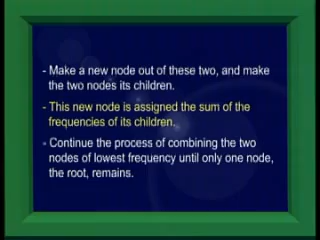 - Make a new node out of these two, and make
the two nodes its children.
- This new node is assigned the sum of the
frequencies of its children.
- Continue the process of combining the two
nodes of lowest frequency until only one node,
the root, remains.